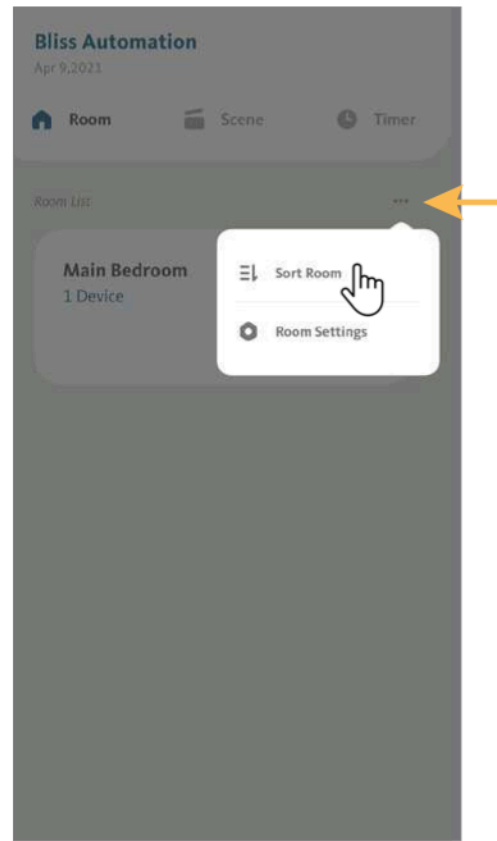 Bliss Automation
Apr 9,2021
Room Scene Timer
Room List
Main Bedroom
1 Device
Sort Room
Room Settings